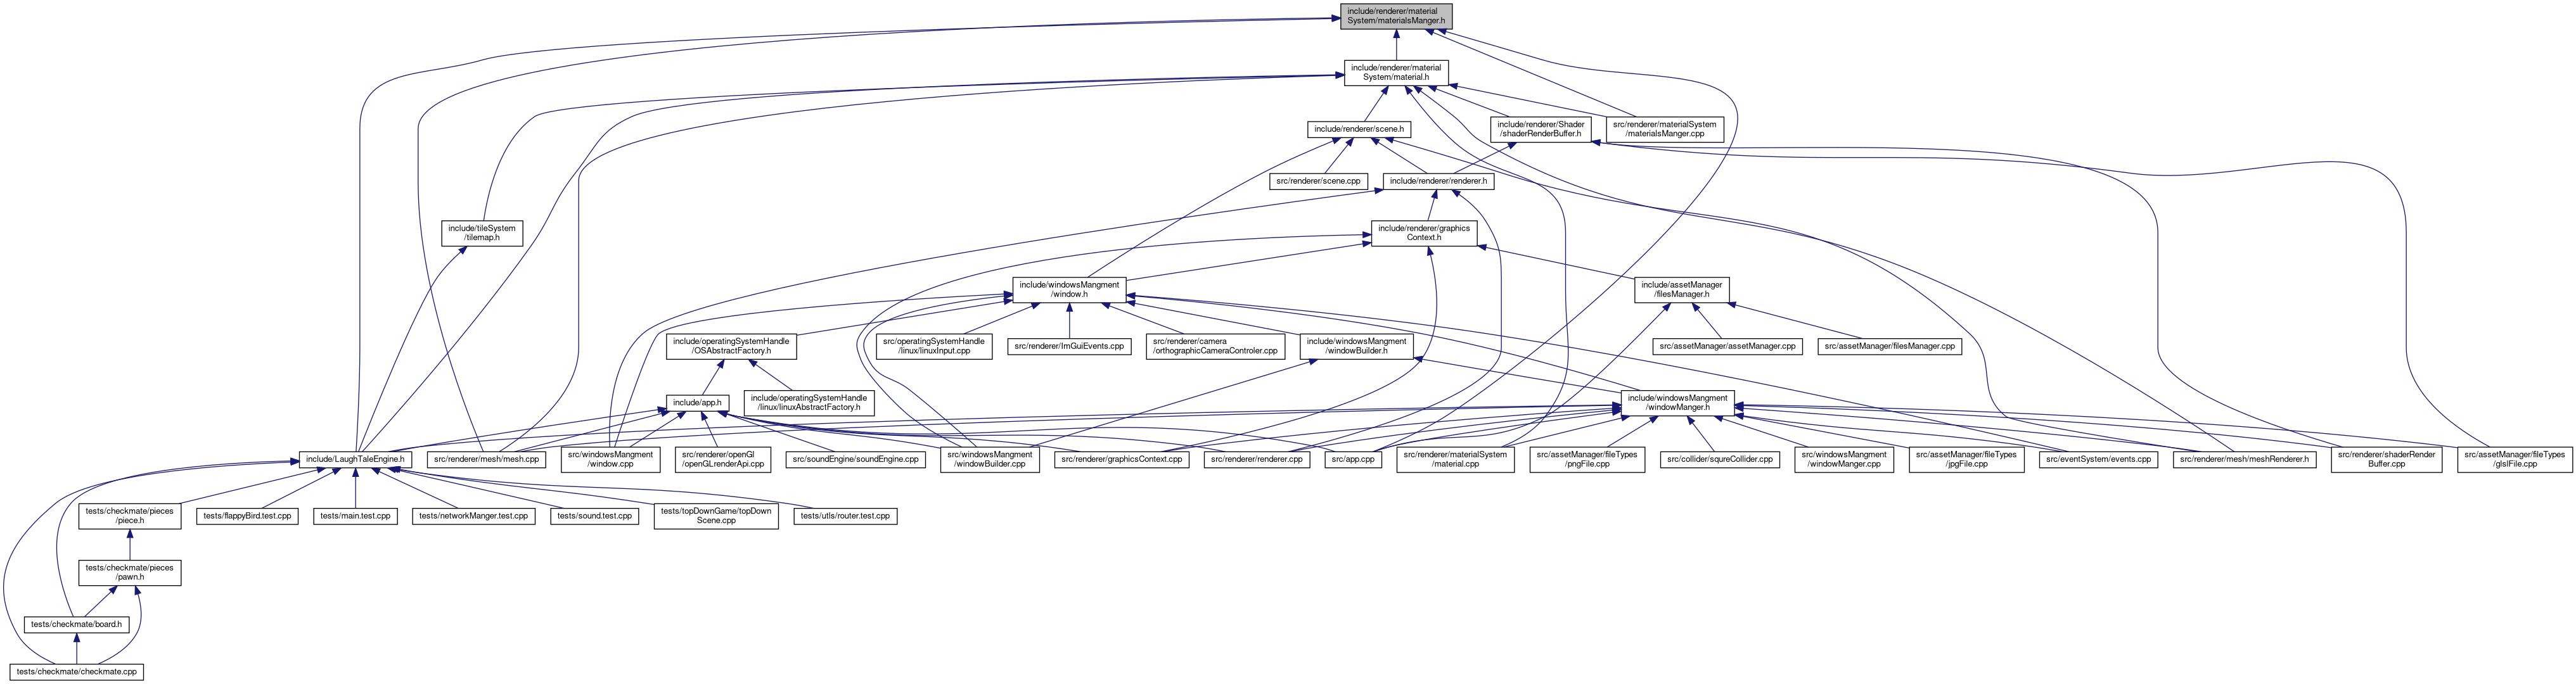 include/renderer/material
System/materialsManger.h
include/renderer/material
System/material.h
include/renderer/scene.h
include/renderer/Shader
/shaderRenderBuffer.h
src/renderer/materialSystem
/materialsManger.cpp
src/renderer/scene.cpp
include/renderer/renderer.h
include/tileSystem
/tilemap.h
include/renderer/graphics
Context.h
include/windowsMangment
/window.h
include/assetManager
/filesManager.h
include/operatingSystemHandle
/OSAbstractFactory.h
src/operatingSystemHandle
/linux/linuxInput.cpp
src/renderer/ImGuiEvents.cpp
src/renderer/camera
/orthographicCameraControler.cpp
include/windowsMangment
/windowBuilder.h
src/assetManager/assetManager.cpp
src/assetManager/filesManager.cpp
include/app.h
include/operatingSystemHandle
/linux/linuxAbstractFactory.h
include/windowsMangment
/windowManger.h
include/LaughTaleEngine.h
src/renderer/mesh/mesh.cpp
src/windowsMangment
/window.cpp
src/renderer/openGl
/openGLrenderApi.cpp
src/soundEngine/soundEngine.cpp
src/windowsMangment
/windowBuilder.cpp
src/renderer/graphicsContext.cpp
src/renderer/renderer.cpp
src/app.cpp
src/renderer/materialSystem
/material.cpp
src/assetManager/fileTypes
/pngFile.cpp
src/collider/squreCollider.cpp
src/windowsMangment
/windowManger.cpp
src/assetManager/fileTypes
/jpgFile.cpp
src/eventSystem/events.cpp
src/renderer/mesh/meshRenderer.h
src/renderer/shaderRender
Buffer.cpp
src/assetManager/fileTypes
/glslFile.cpp
tests/checkmate/pieces
/piece.h
tests/flappyBird.test.cpp
tests/main.test.cpp
tests/networkManger.test.cpp
tests/sound.test.cpp
tests/topDownGame/topDown
Scene.cpp
tests/utls/router.test.cpp
tests/checkmate/pieces
/pawn.h
tests/checkmate/board.h
tests/checkmate/checkmate.cpp